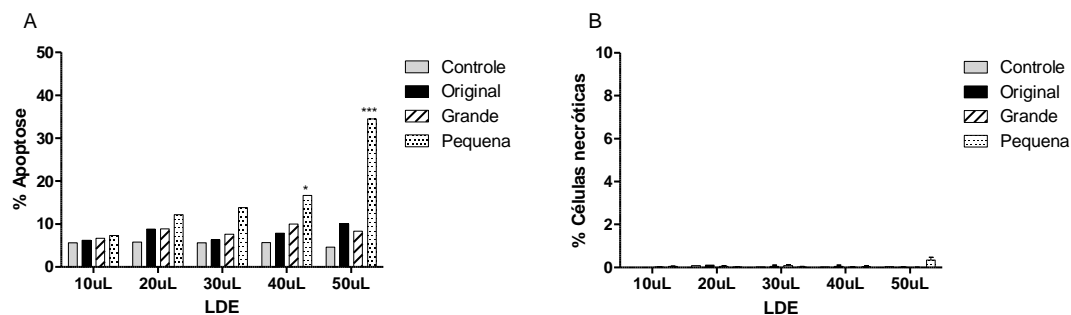 A
% Apoptose
50
40
30
20
10
0
10uL 20uL 30uL 40uL 50uL
LDE
*
***
Controle
Original
Grande
Pequena
B
% Células necróticas
10
8
6
4
2
0
10uL 20uL 30uL 40uL 50uL
LDE
Controle
Original
Grande
Pequena